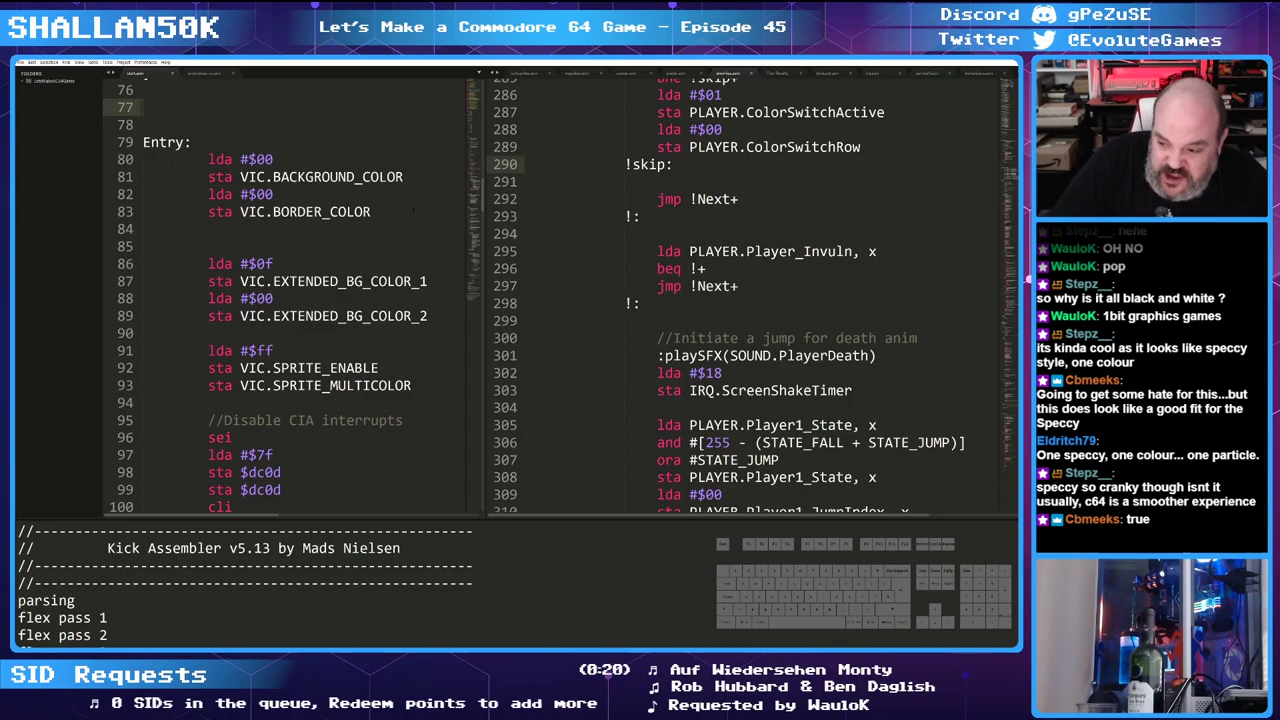 SHALLAN50K
Let's Make a Commodore 64 Game - Episode 45
Discord gPeZuSE
Twitter @EvoluteGames
76
77
78
79 Entry:
80 lda #$00
81 sta VIC.BACKGROUND_COLOR
82 lda #$00
83 sta VIC.BORDER_COLOR
84
85
86 lda #$0f
87 sta VIC.EXTENDED_BG_COLOR_1
88 lda #$00
89 sta VIC.EXTENDED_BG_COLOR_2
90
91 lda #$ff
92 sta VIC.SPRITE_ENABLE
93 sta VIC.SPRITE_MULTICOLOR
94
95 //Disable CIA interrupts
96 sei
97 lda #$7f
98 sta $dc0d
99 sta $dd0d
100 cli
285 bne !skip+
286 lda #$01
287 sta PLAYER.ColorSwitchActive
288 lda #$00
289 sta PLAYER.ColorSwitchRow
290 !skip:
291
292 jmp !Next+
293 !:
294
295 lda PLAYER.Player_Invuln, x
296 beq !+
297 jmp !Next+
298 !:
299
300 //Initiate a jump for death anim
301 :playSFX(SOUND.PlayerDeath)
302 lda #$18
303 sta IRQ.ScreenShakeTimer
304
305 lda PLAYER.Player1_State, x
306 and #[255 - (STATE_FALL + STATE_JUMP)]
307 ora #STATE_JUMP
308 sta PLAYER.Player1_State, x
309 lda #$00
310 sta PLAYER.Player1_JumpIndex, x
//------------------------------------------------------
// Kick Assembler v5.13 by Mads Nielsen
//------------------------------------------------------
//------------------------------------------------------
parsing
flex pass 1
flex pass 2
Stepz__: hehe
WauloK: OH NO
WauloK: pop
Stepz__:
so why is it all black and white ?
WauloK: 1bit graphics games
Stepz__:
its kinda cool as it looks like speccy
style, one colour
Cbmeeks:
Going to get some hate for this...but
this does look like a good fit for the
Speccy
Eldritch79:
One speccy, one colour... one particle.
Stepz__:
speccy so cranky though isnt it
usually, c64 is a smoother experience
Cbmeeks: true
SID Requests
♬ 0 SIDs in the queue, Redeem points to add more
(0:20) ♬ Auf Wiedersehen Monty
♫ Rob Hubbard & Ben Daglish
♪ Requested by WauloK